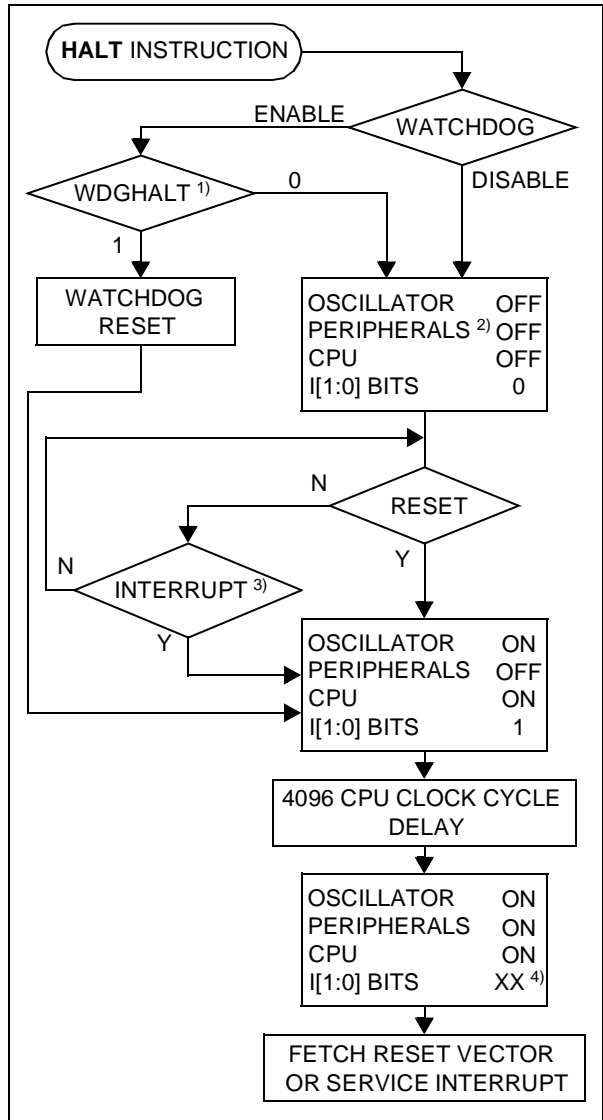 HALT INSTRUCTION
WATCHDOG
ENABLE
DISABLE
WDGHALT 1)
0
1
WATCHDOG
RESET
OSCILLATOR OFF
PERIPHERALS 2) OFF
CPU OFF
I[1:0] BITS 0
RESET
N
Y
INTERRUPT 3)
N
Y
OSCILLATOR ON
PERIPHERALS OFF
CPU ON
I[1:0] BITS 1
4096 CPU CLOCK CYCLE
DELAY
OSCILLATOR ON
PERIPHERALS ON
CPU ON
I[1:0] BITS XX 4)
FETCH RESET VECTOR
OR SERVICE INTERRUPT